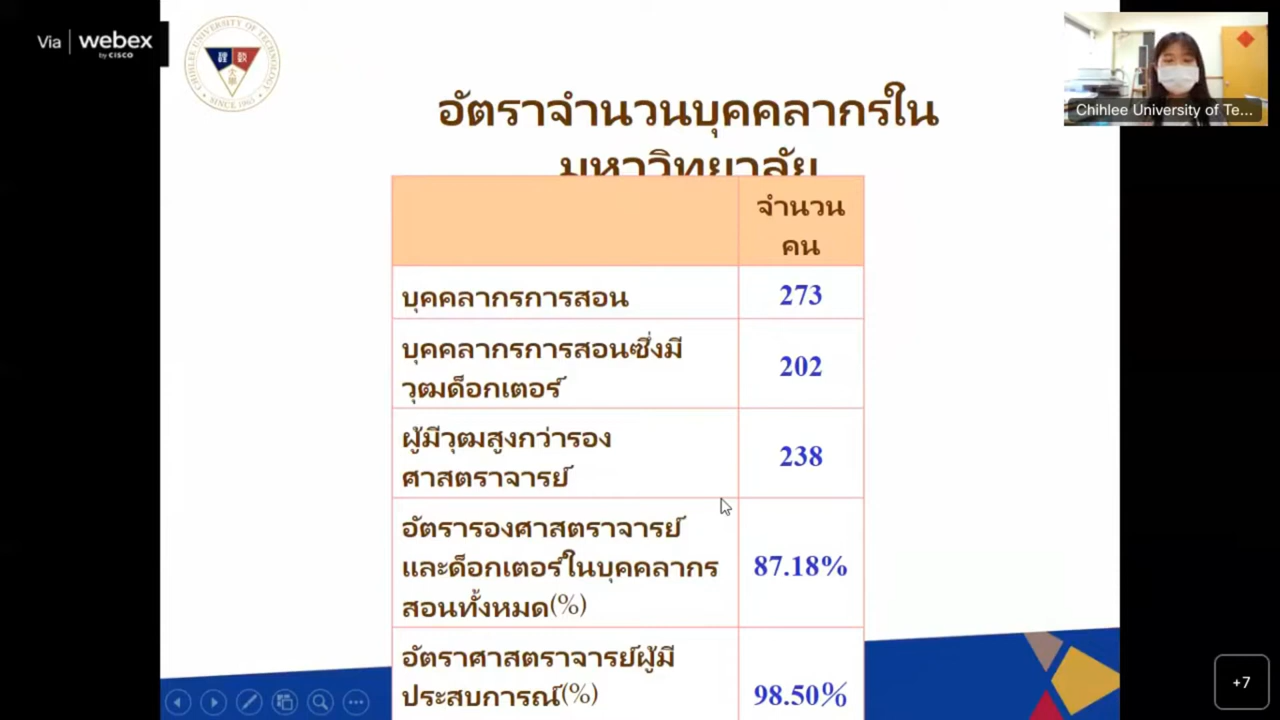 Via webex
by CISCO
CHIHLEE UNIVERSITY OF TECHNOLOGY
SINCE 1965
อัตราจำนวนบุคคลากรใน
มหาวิทยาลัย
Chihlee University of Te...
จำนวน
คน
บุคคลากรการสอน
273
บุคคลากรการสอนซึ่งมี
วุฒด็อกเตอร์
202
ผู้มีวุฒสูงกว่ารอง
ศาสตราจารย์
238
อัตรารองศาสตราจารย์
และด็อกเตอร์ในบุคคลากร
สอนทั้งหมด(%)
87.18%
อัตราศาสตราจารย์ผู้มี
ประสบการณ์(%)
98.50%
+7